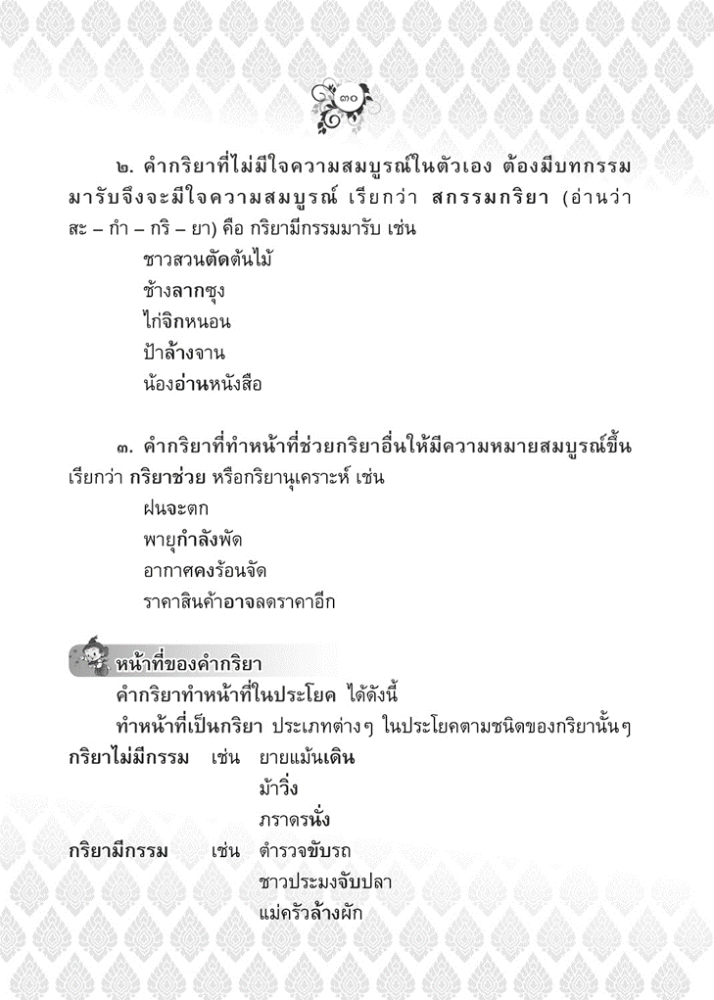 ๓๐
๒. คำกริยาที่ไม่มีใจความสมบูรณ์ในตัวเอง ต้องมีบทกรรม
มารับจึงจะมีใจความสมบูรณ์ เรียกว่า สกรรมกริยา (อ่านว่า
สะ – กำ – กริ – ยา) คือ กริยามีกรรมมารับ เช่น
ชาวสวนตัดต้นไม้
ช้างลากซุง
ไก่จิกหนอน
ป้าล้างจาน
น้องอ่านหนังสือ
๓. คำกริยาที่ทำหน้าที่ช่วยกริยาอื่นให้มีความหมายสมบูรณ์ขึ้น
เรียกว่า กริยาช่วย หรือกริยานุเคราะห์ เช่น
ฝนจะตก
พายุกำลังพัด
อากาศคงร้อนจัด
ราคาสินค้าอาจลดราคาอีก
หน้าที่ของคำกริยา
คำกริยาทำหน้าที่ในประโยค ได้ดังนี้
ทำหน้าที่เป็นกริยา ประเภทต่างๆ ในประโยคตามชนิดของกริยานั้นๆ
กริยาไม่มีกรรม เช่น ยายแม้นเดิน
ม้าวิ่ง
ภราดรนั่ง
กริยามีกรรม เช่น ตำรวจขับรถ
ชาวประมงจับปลา
แม่ครัวล้างผัก